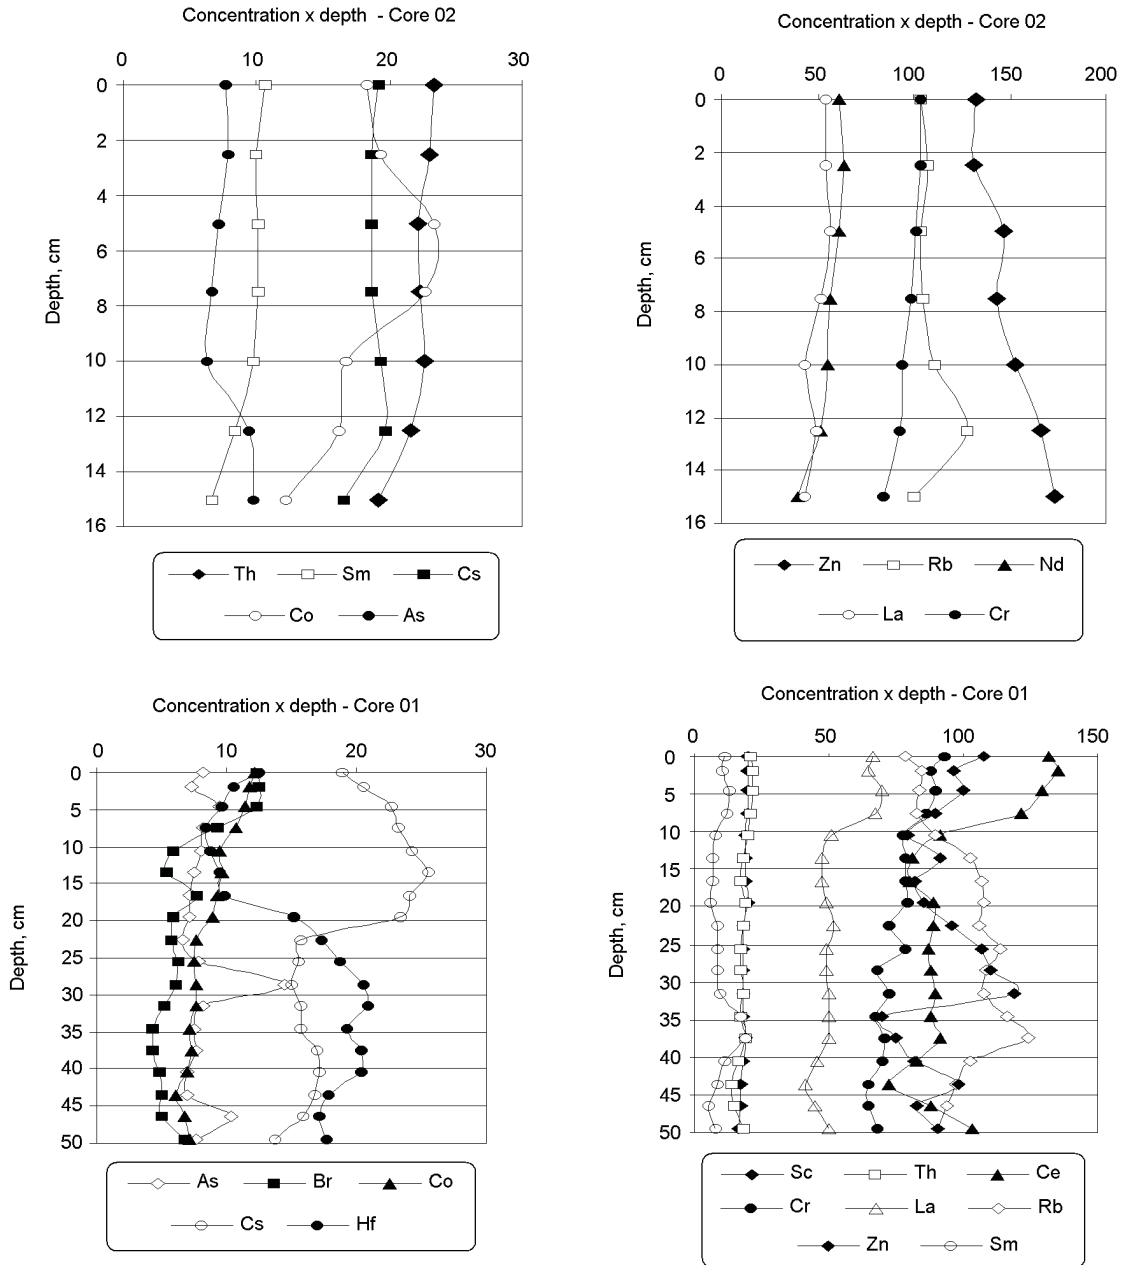 Concentration x depth - Core 02
0 10 20 30
0
2
4
6
8
10
12
14
16
Depth, cm
Th Sm Cs
Co As
Concentration x depth - Core 02
0 50 100 150 200
0
2
4
6
8
10
12
14
16
Depth, cm
Zn Rb Nd
La Cr
Concentration x depth - Core 01
0 10 20 30
0
5
10
15
20
25
30
35
40
45
50
Depth, cm
As Br Co
Cs Hf
Concentration x depth - Core 01
0 50 100 150
0
5
10
15
20
25
30
35
40
45
50
Depth, cm
Sc Th Ce
Cr La Rb
Zn Sm